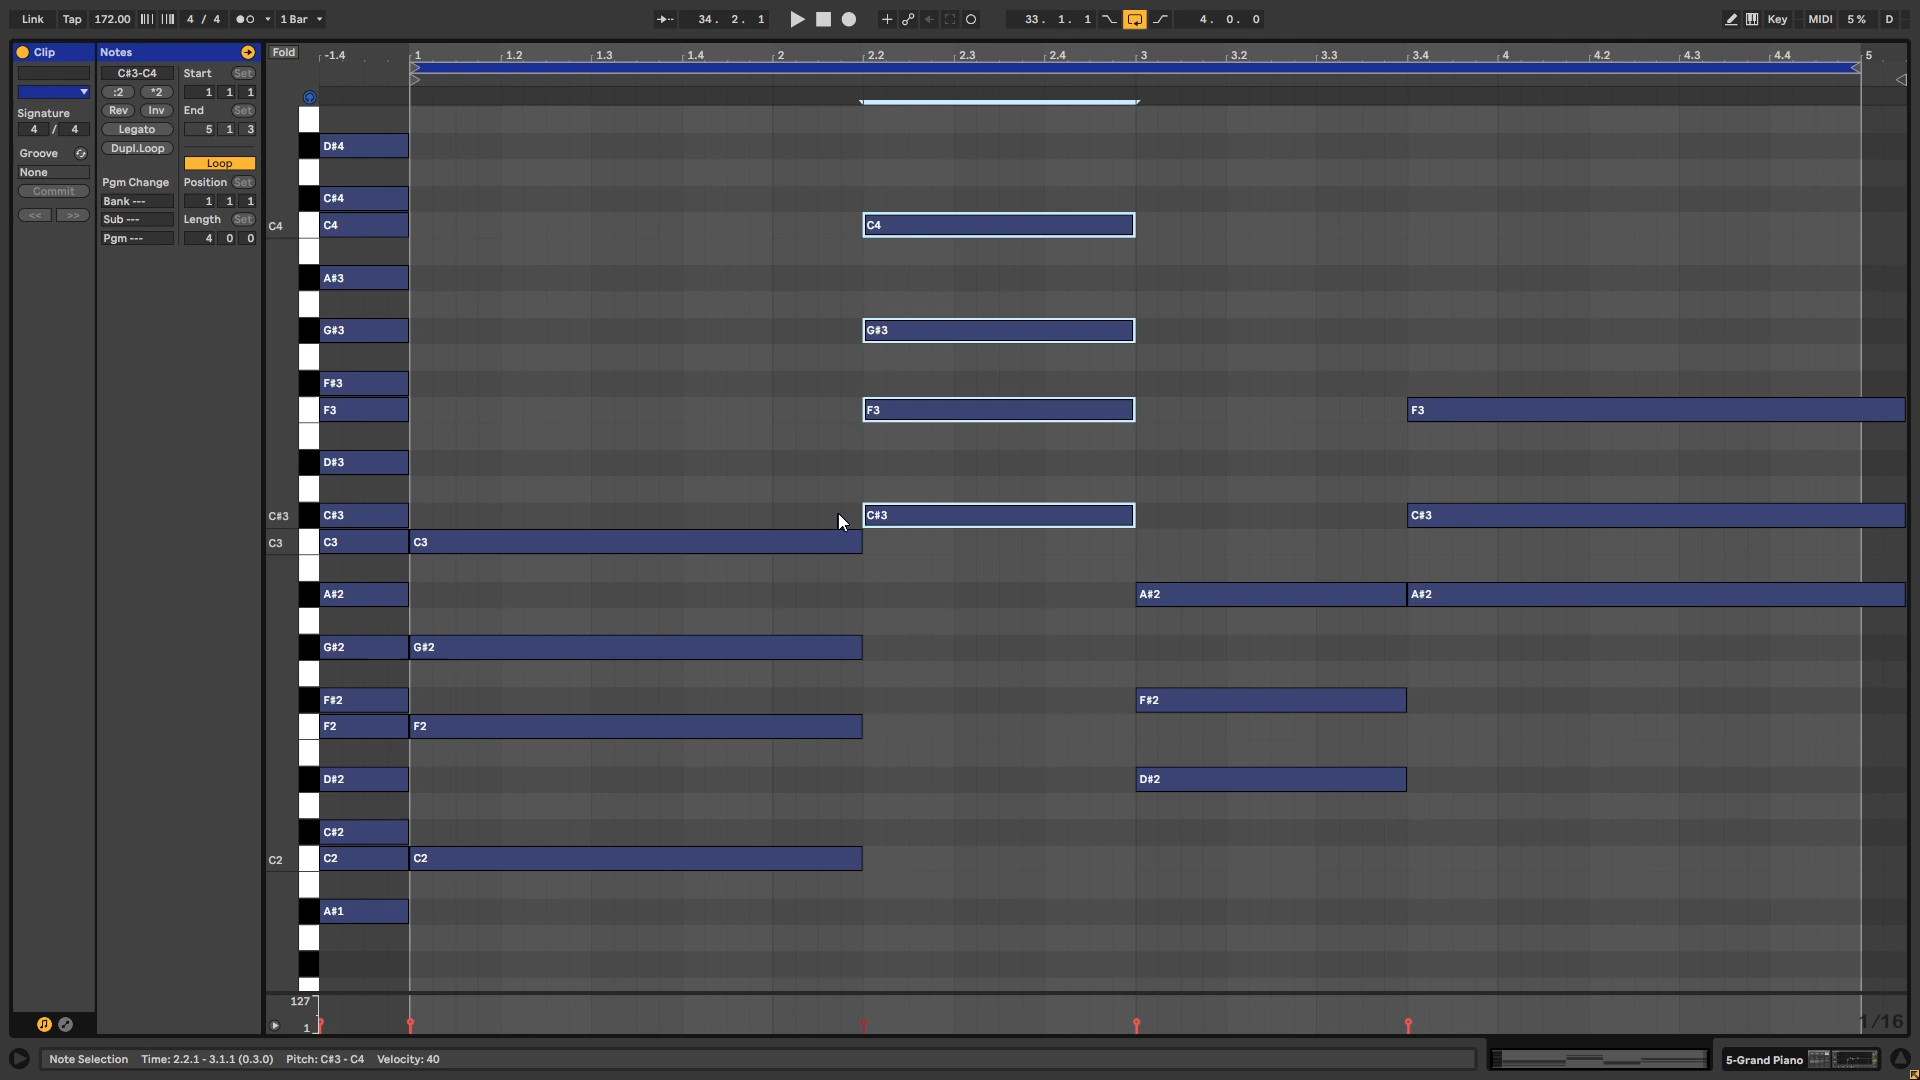 Link Tap 172.00 4 / 4 1 Bar 34. 2. 1 33. 1. 1 4. 0. 0 Key MIDI 5 % D
Clip Notes Fold -1.4 1 1.2 1.3 1.4 2 2.2 2.3 2.4 3 3.2 3.3 3.4 4 4.2 4.3 4.4 5
C#3-C4 Start Set
:2 *2 1 1 1
Signature Rev Inv End Set
4 / 4 Legato 5 1 3
Groove Dupl.Loop
None Loop
Commit Pgm Change Position Set
<< >> Bank --- 1 1 1
Sub --- Length Set
Pgm --- 4 0 0
D#4
C#4
C4 C4 C4
A#3
G#3 G#3
F#3
F3 F3 F3
D#3
C#3 C#3 C#3 C#3
C3 C3 C3
A#2 A#2 A#2
G#2 G#2
F#2 F#2
F2 F2
D#2 D#2
C#2
C2 C2 C2
A#1
127
1
1/16
Note Selection Time: 2.2.1 - 3.1.1 (0.3.0) Pitch: C#3 - C4 Velocity: 40
5-Grand Piano